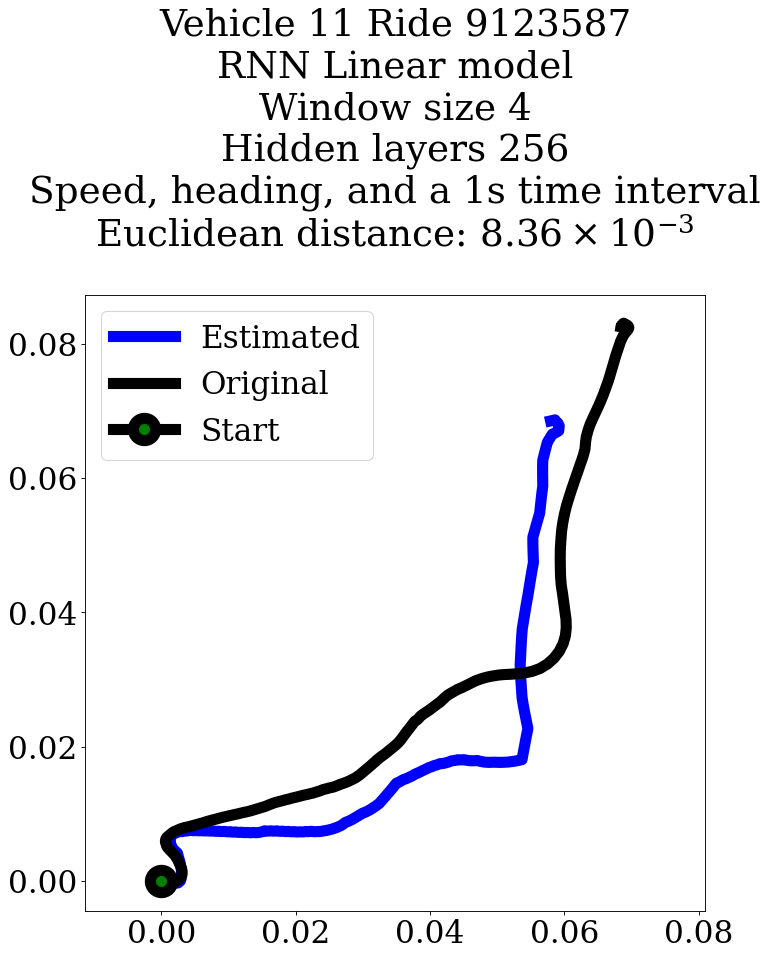 Vehicle 11 Ride 9123587
RNN Linear model
Window size 4
Hidden layers 256
Speed, heading, and a 1s time interval
Euclidean distance: 8.36 × 10⁻³
Estimated
Original
Start
0.08
0.06
0.04
0.02
0.00
0.00 0.02 0.04 0.06 0.08